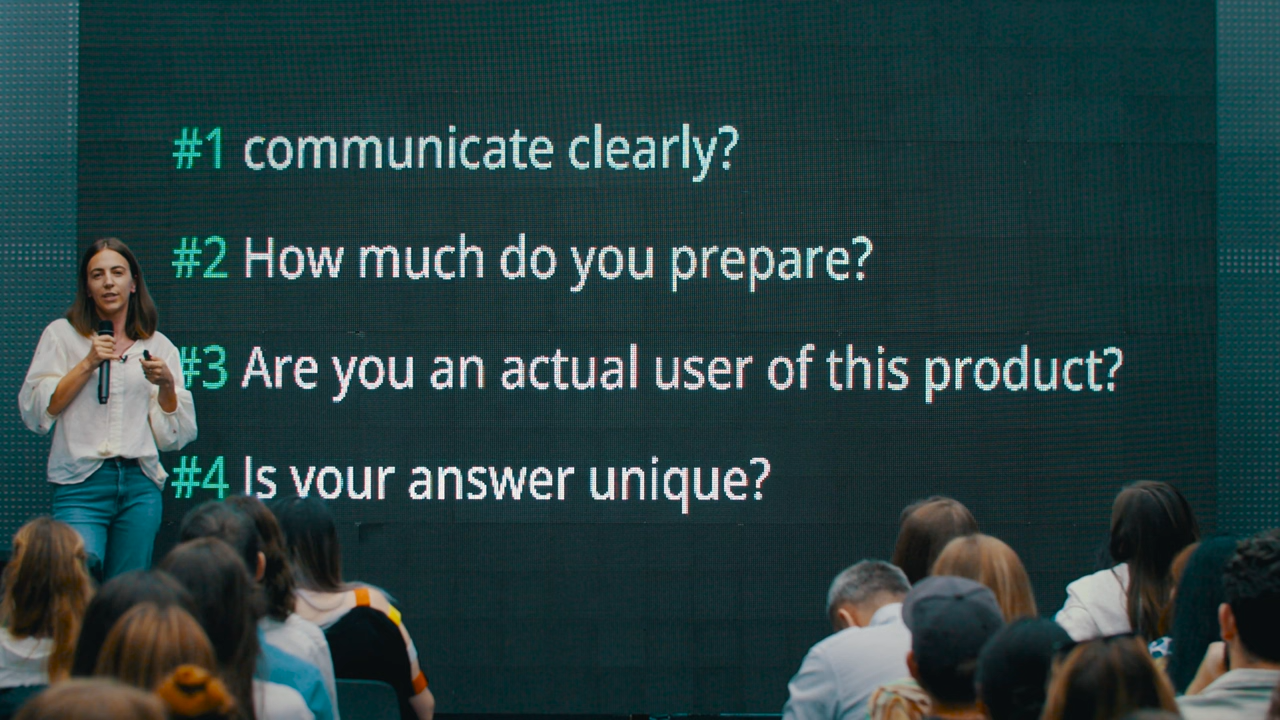 #1 communicate clearly?
#2 How much do you prepare?
#3 Are you an actual user of this product?
#4 Is your answer unique?